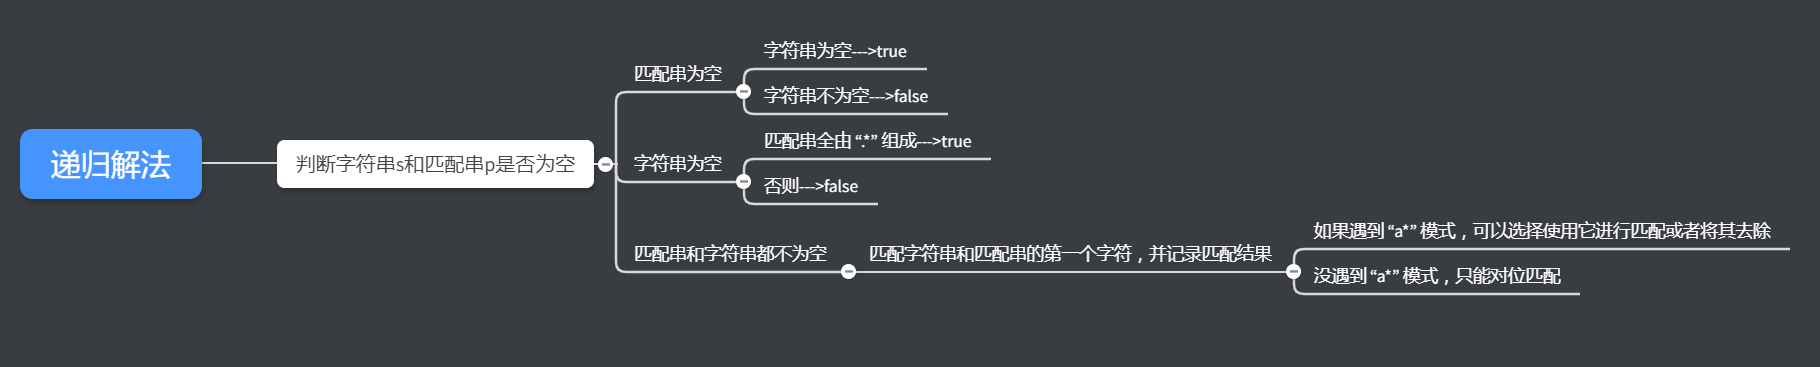 递归解法
判断字符串s和匹配串p是否为空
匹配串为空
字符串为空--->true
字符串不为空--->false
字符串为空
匹配串全由 “.*” 组成--->true
否则--->false
匹配串和字符串都不为空
匹配字符串和匹配串的第一个字符，并记录匹配结果
如果遇到 “a*” 模式，可以选择使用它进行匹配或者将其去除
没遇到 “a*” 模式，只能对位匹配